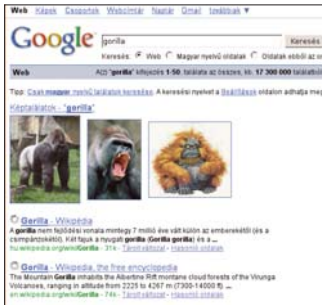 Web Képek Csoportok Webcímtár Naptár Gmail továbbiak ▼
Google gorilla Keresés
Keresés: Web Magyar nyelvű oldalak Oldalak ebből az
Web A(z) "gorilla" kifejezés 1-50. találata az összes, kb. 17 300 000 találatból
Tipp: Csak magyar nyelvű találatok keresése. A keresési nyelvet a Beállítások oldalon adhatja meg
Képtalálatok - "gorilla"
Gorilla - Wikipédia
A gorilla nem fejlődési vonala mintegy 7 millió éve vált külön az emberekétől (és a
csimpánzokétól). Két fajuk a nyugati gorilla (Gorilla gorilla) és a ...
hu.wikipedia.org/wiki/Gorilla - 31k - Tárolt változat - Hasonló oldalak
Gorilla - Wikipedia, the free encyclopedia
The Mountain Gorilla inhabits the Albertine Rift montane cloud forests of the Virunga
Volcanoes, ranging in altitude from 2225 to 4267 m (7300-14000 ft). ...
en.wikipedia.org/wiki/Gorilla - 74k - Tárolt változat - Hasonló oldalak